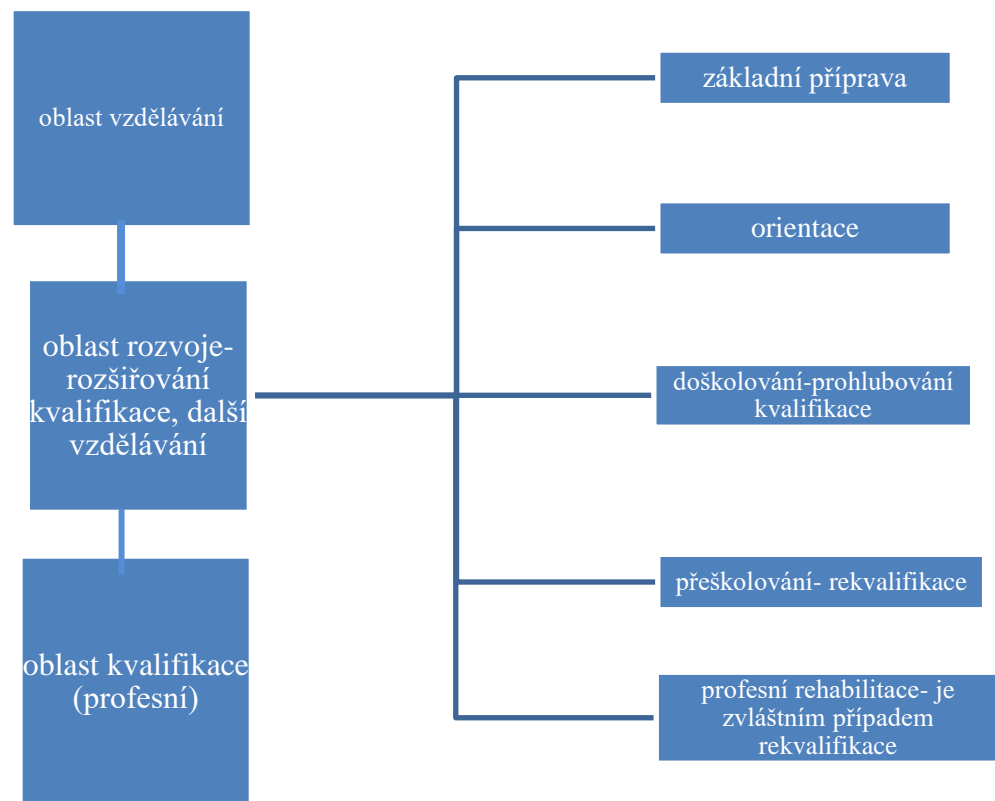 oblast vzdělávání
oblast rozvoje-
rozšiřování
kvalifikace, další
vzdělávání
oblast kvalifikace
(profesní)
základní příprava
orientace
doškolování-prohlubování
kvalifikace
přeškolování- rekvalifikace
profesní rehabilitace- je
zvláštním případem
rekvalifikace